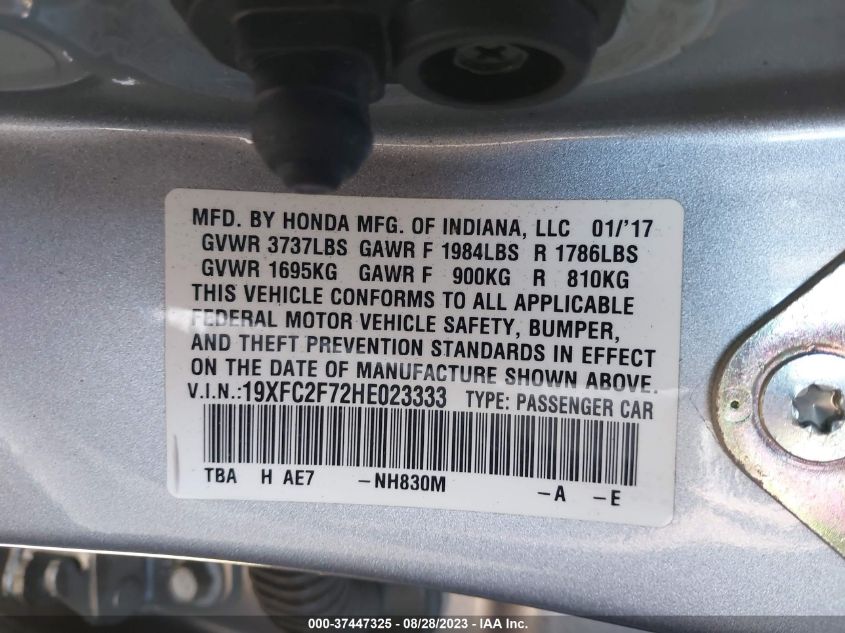 MFD. BY HONDA MFG. OF INDIANA, LLC 01/'17
GVWR 3737LBS GAWR F 1984LBS R 1786LBS
GVWR 1695KG GAWR F 900KG R 810KG
THIS VEHICLE CONFORMS TO ALL APPLICABLE
FEDERAL MOTOR VEHICLE SAFETY, BUMPER,
AND THEFT PREVENTION STANDARDS IN EFFECT
ON THE DATE OF MANUFACTURE SHOWN ABOVE.
V.I.N.:19XFC2F72HE023333 TYPE: PASSENGER CAR
TBA H AE7 -NH830M -A -E
000-37447325 - 08/28/2023 - IAA Inc.